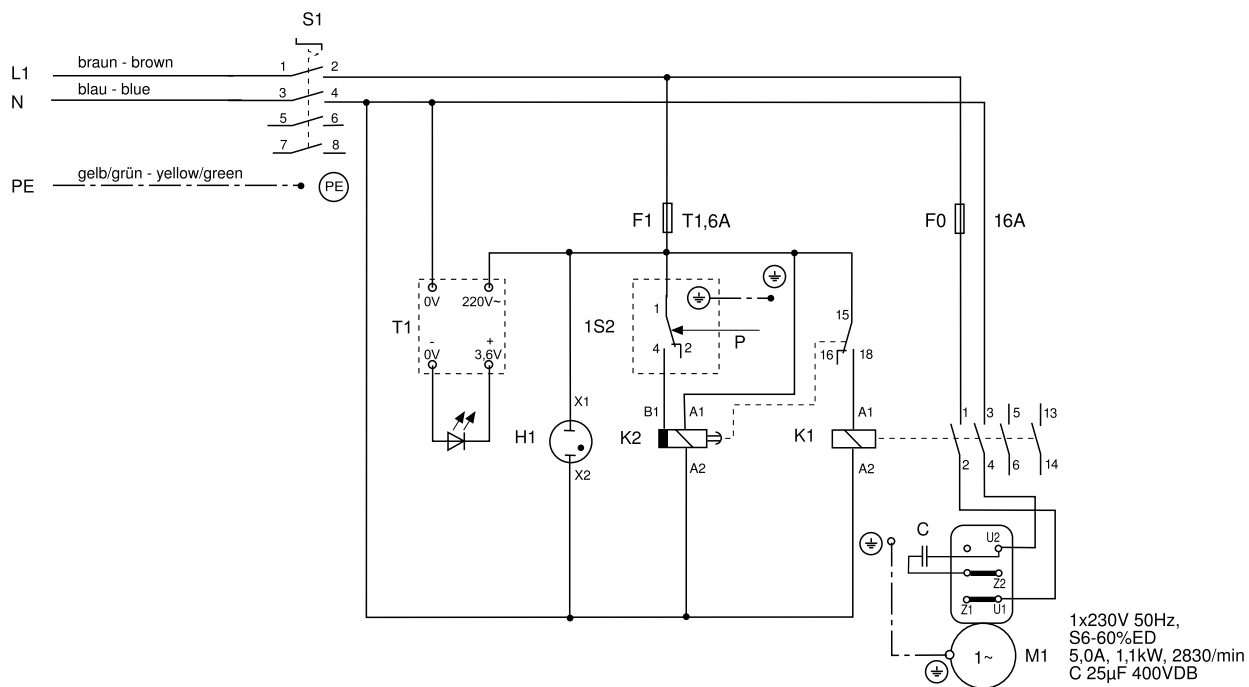 S1
L1
braun - brown
1
2
N
blau - blue
3
4
5
6
7
8
PE
gelb/grün - yellow/green
PE
F1
T1,6A
F0
16A
T1
0V
220V~
-
+
0V
3,6V
1S2
1
4
2
P
15
16
18
X1
H1
X2
B1
A1
K2
A2
K1
A1
A2
1
3
5
13
2
4
6
14
C
U2
Z2
Z1
U1
1~
M1
1x230V 50Hz,
S6-60%ED
5,0A, 1,1kW, 2830/min
C 25µF 400VDB